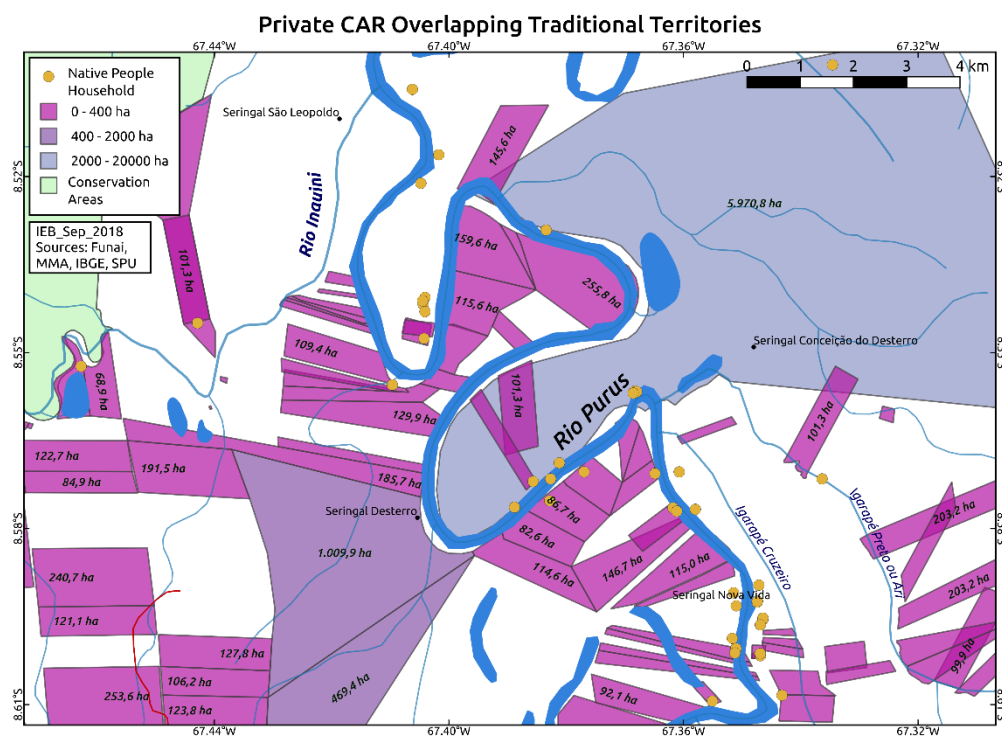 Private CAR Overlapping Traditional Territories
67.44°W
67.40°W
67.36°W
67.32°W
Native People
Household
0 - 400 ha
400 - 2000 ha
2000 - 20000 ha
Conservation
Areas
IEB_Sep_2018
Sources: Funai,
MMA, IBGE, SPU
0 1 2 3 4 km
Seringal São Leopoldo
145,6 ha
8.52°S
Rio Inauini
5.970,8 ha
101,3 ha
159,6 ha
255,8 ha
115,6 ha
8.55°S
109,4 ha
Seringal Conceição do Desterro
68,9 ha
101,3 ha
Rio Purus
129,9 ha
101,3 ha
122,7 ha
191,5 ha
84,9 ha
185,7 ha
86,7 ha
Seringal Desterro
8.58°S
82,6 ha
203,2 ha
Igarapé Cruzeiro
Igarapé Preto ou Ari
1.009,9 ha
114,6 ha
146,7 ha
115,0 ha
240,7 ha
203,2 ha
Seringal Nova Vida
121,1 ha
127,8 ha
99,9 ha
106,2 ha
469,4 ha
253,6 ha
123,8 ha
92,1 ha
8.61°S
67.44°W
67.40°W
67.36°W
67.32°W